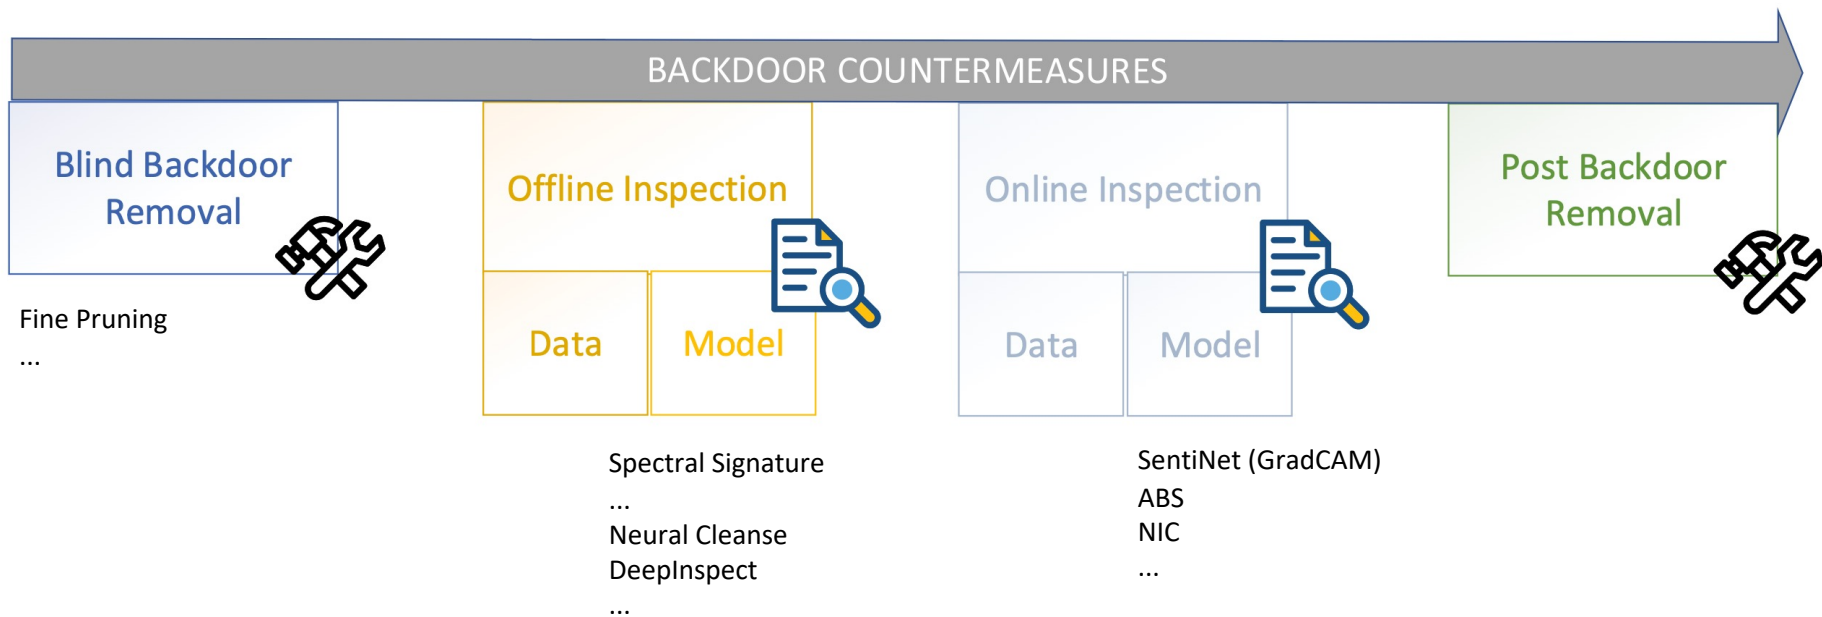 BACKDOOR COUNTERMEASURES
Blind Backdoor
Removal
Fine Pruning
...
Offline Inspection
Data
Model
Spectral Signature
...
Neural Cleanse
DeepInspect
...
Online Inspection
Data
Model
SentiNet (GradCAM)
ABS
NIC
...
Post Backdoor
Removal